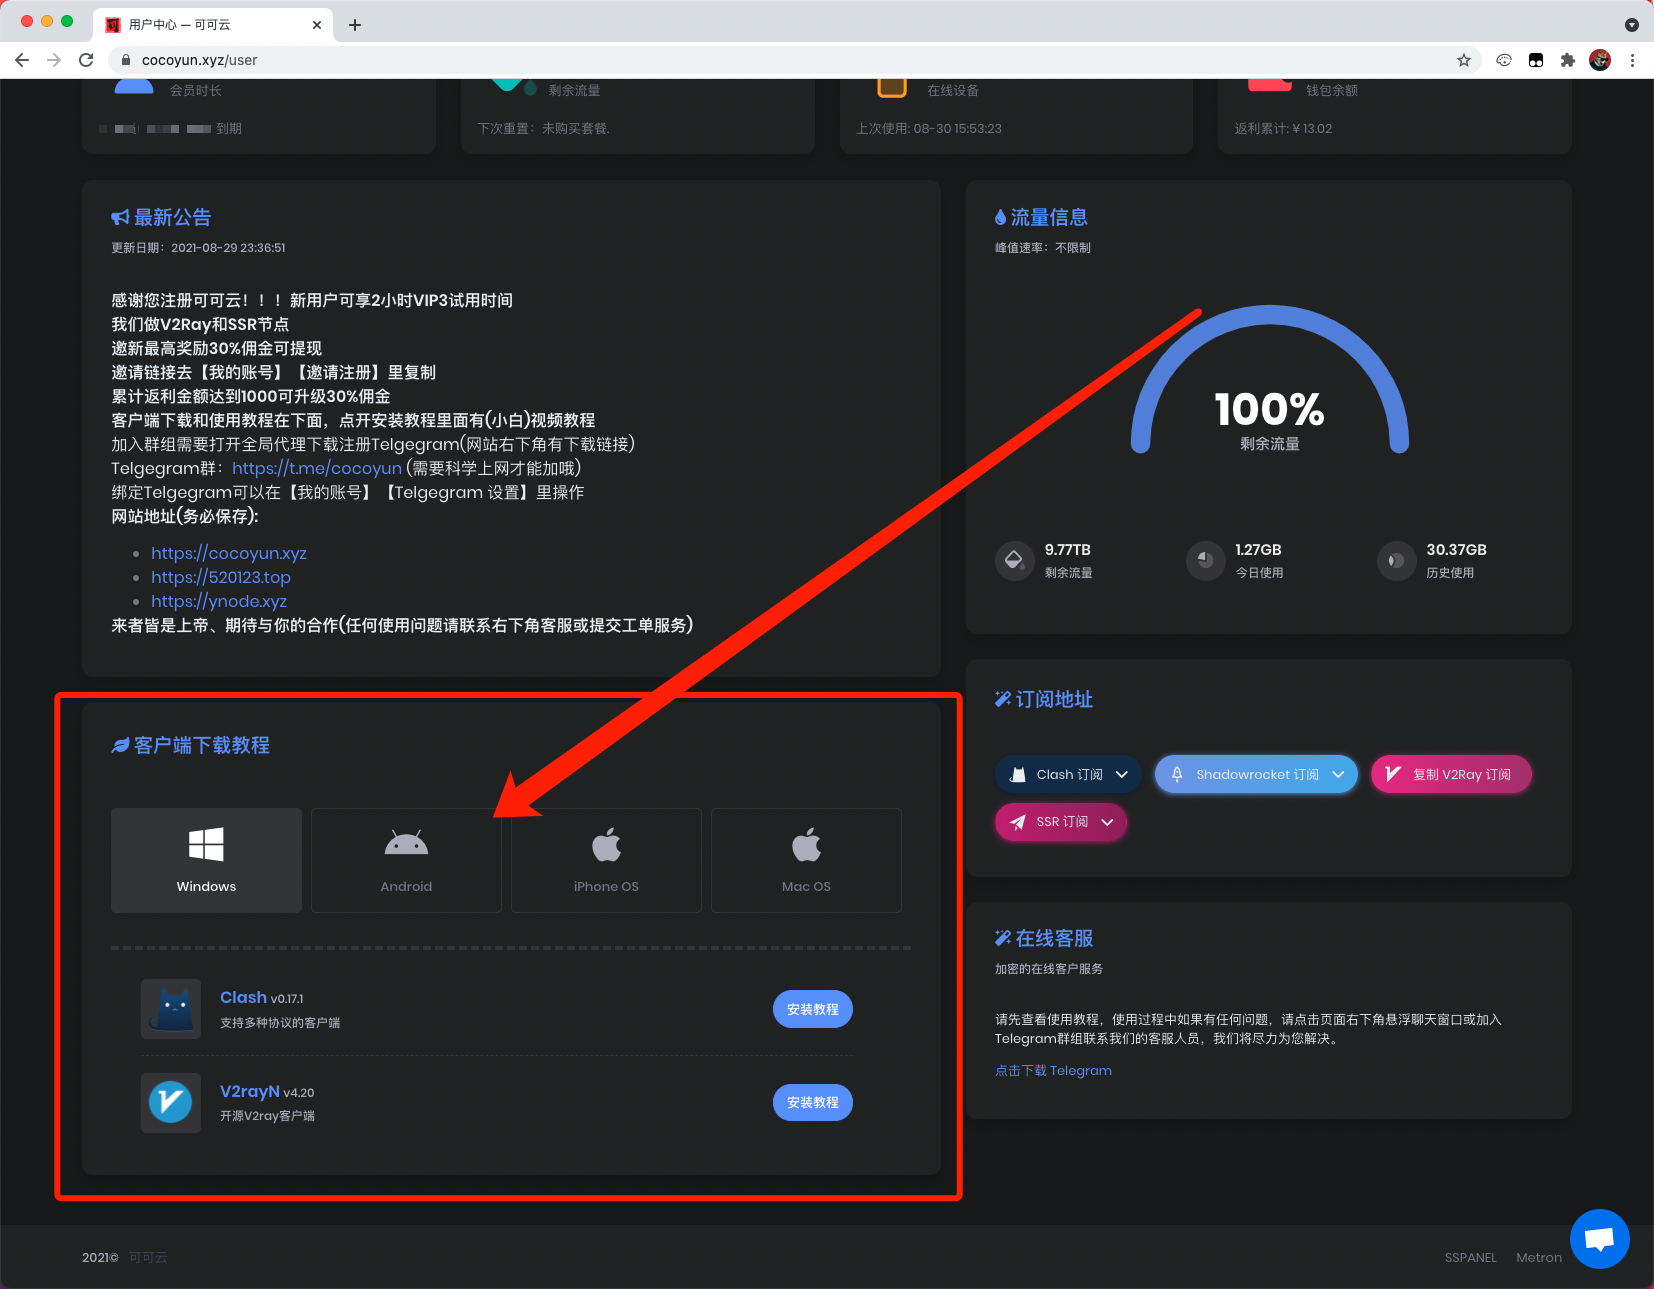 用户中心 — 可可云
cocoyun.xyz/user
会员时长
到期
剩余流量
下次重置：未购买套餐.
在线设备
上次使用: 08-30 15:53:23
钱包余额
返利累计: ¥ 13.02
最新公告
更新日期：2021-08-29 23:36:51
感谢您注册可可云！！！新用户可享2小时VIP3试用时间
我们做V2Ray和SSR节点
邀新最高奖励30%佣金可提现
邀请链接去【我的账号】【邀请注册】里复制
累计返利金额达到1000可升级30%佣金
客户端下载和使用教程在下面，点开安装教程里面有(小白)视频教程
加入群组需要打开全局代理下载注册Telgegram(网站右下角有下载链接)
Telgegram群：https://t.me/cocoyun (需要科学上网才能加哦)
绑定Telgegram可以在【我的账号】【Telgegram 设置】里操作
网站地址(务必保存):
https://cocoyun.xyz
https://520123.top
https://ynode.xyz
来者皆是上帝、期待与你的合作(任何使用问题请联系右下角客服或提交工单服务)
流量信息
峰值速率：不限制
100%
剩余流量
9.77TB
剩余流量
1.27GB
今日使用
30.37GB
历史使用
客户端下载教程
Windows
Android
iPhone OS
Mac OS
Clash v0.17.1
支持多种协议的客户端
安装教程
V2rayN v4.20
开源V2ray客户端
安装教程
订阅地址
Clash 订阅
Shadowrocket 订阅
复制 V2Ray 订阅
SSR 订阅
在线客服
加密的在线客户服务
请先查看使用教程，使用过程中如果有任何问题，请点击页面右下角悬浮聊天窗口或加入
Telegram群组联系我们的客服人员，我们将尽力为您解决。
点击下载 Telegram
2021© 可可云
SSPANEL
Metron